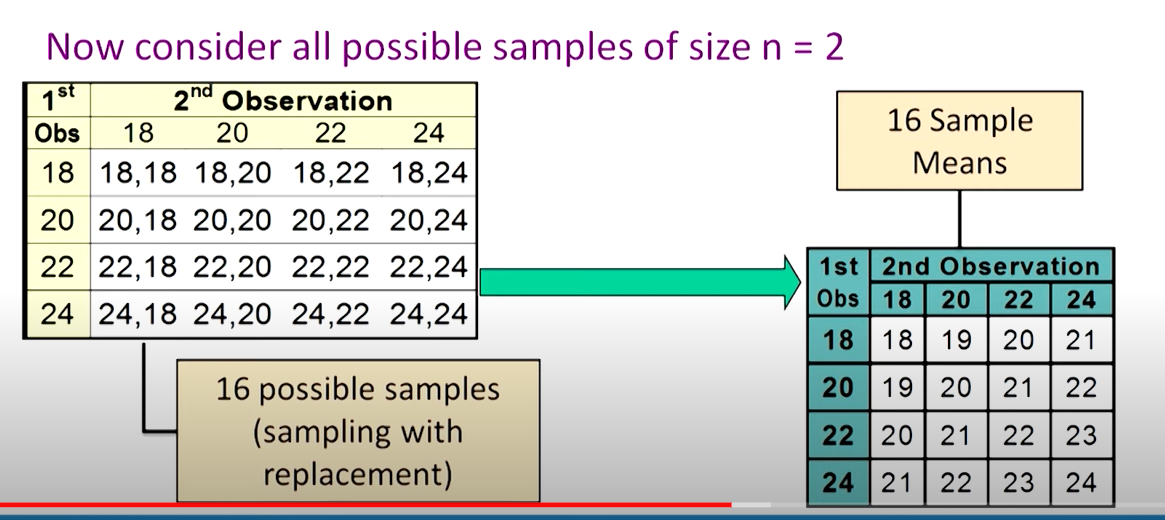 Now consider all possible samples of size n = 2
1st 2nd Observation
Obs 18 20 22 24
18 18,18 18,20 18,22 18,24
20 20,18 20,20 20,22 20,24
22 22,18 22,20 22,22 22,24
24 24,18 24,20 24,22 24,24
16 possible samples
(sampling with
replacement)
16 Sample
Means
1st 2nd Observation
Obs 18 20 22 24
18 18 19 20 21
20 19 20 21 22
22 20 21 22 23
24 21 22 23 24